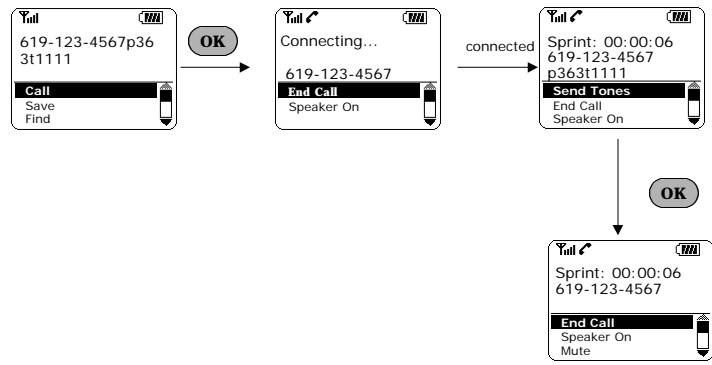 619-123-4567p36
3t1111
Call
Save
Find
OK
Connecting...
619-123-4567
End Call
Speaker On
connected
Sprint: 00:00:06
619-123-4567
p363t1111
Send Tones
End Call
Speaker On
OK
Sprint: 00:00:06
619-123-4567
End Call
Speaker On
Mute